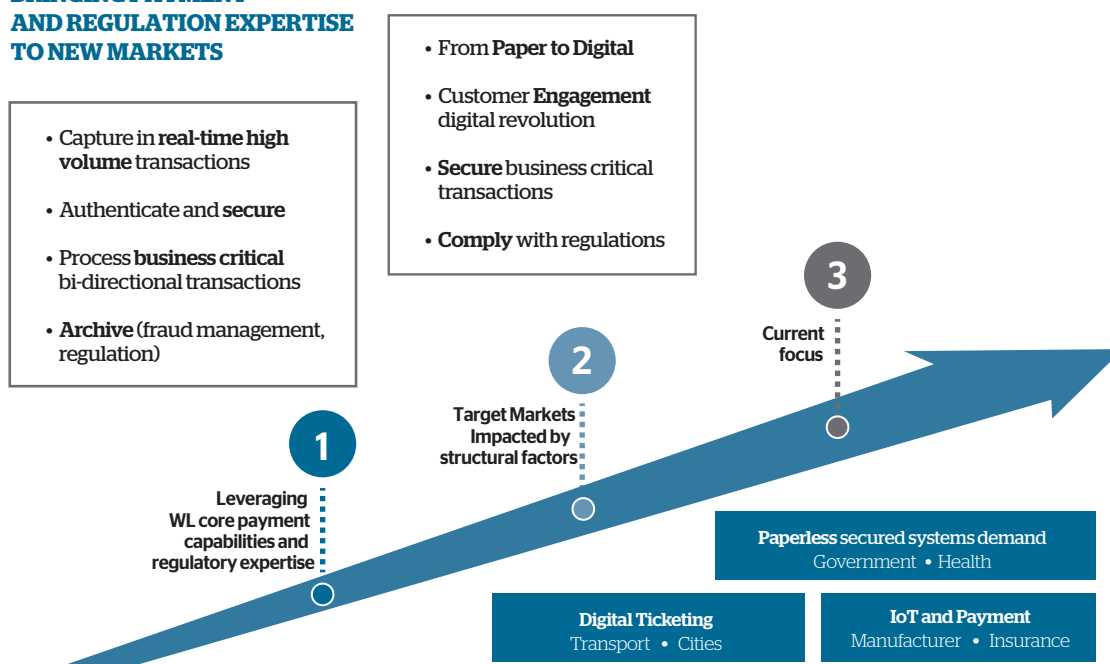 BRINGING PAYMENT
AND REGULATION EXPERTISE
TO NEW MARKETS
• Capture in real-time high
volume transactions
• Authenticate and secure
• Process business critical
bi-directional transactions
• Archive (fraud management,
regulation)
• From Paper to Digital
• Customer Engagement
digital revolution
• Secure business critical
transactions
• Comply with regulations
1
Leveraging
WL core payment
capabilities and
regulatory expertise
2
Target Markets
Impacted by
structural factors
3
Current
focus
Paperless secured systems demand
Government • Health
Digital Ticketing
Transport • Cities
IoT and Payment
Manufacturer • Insurance